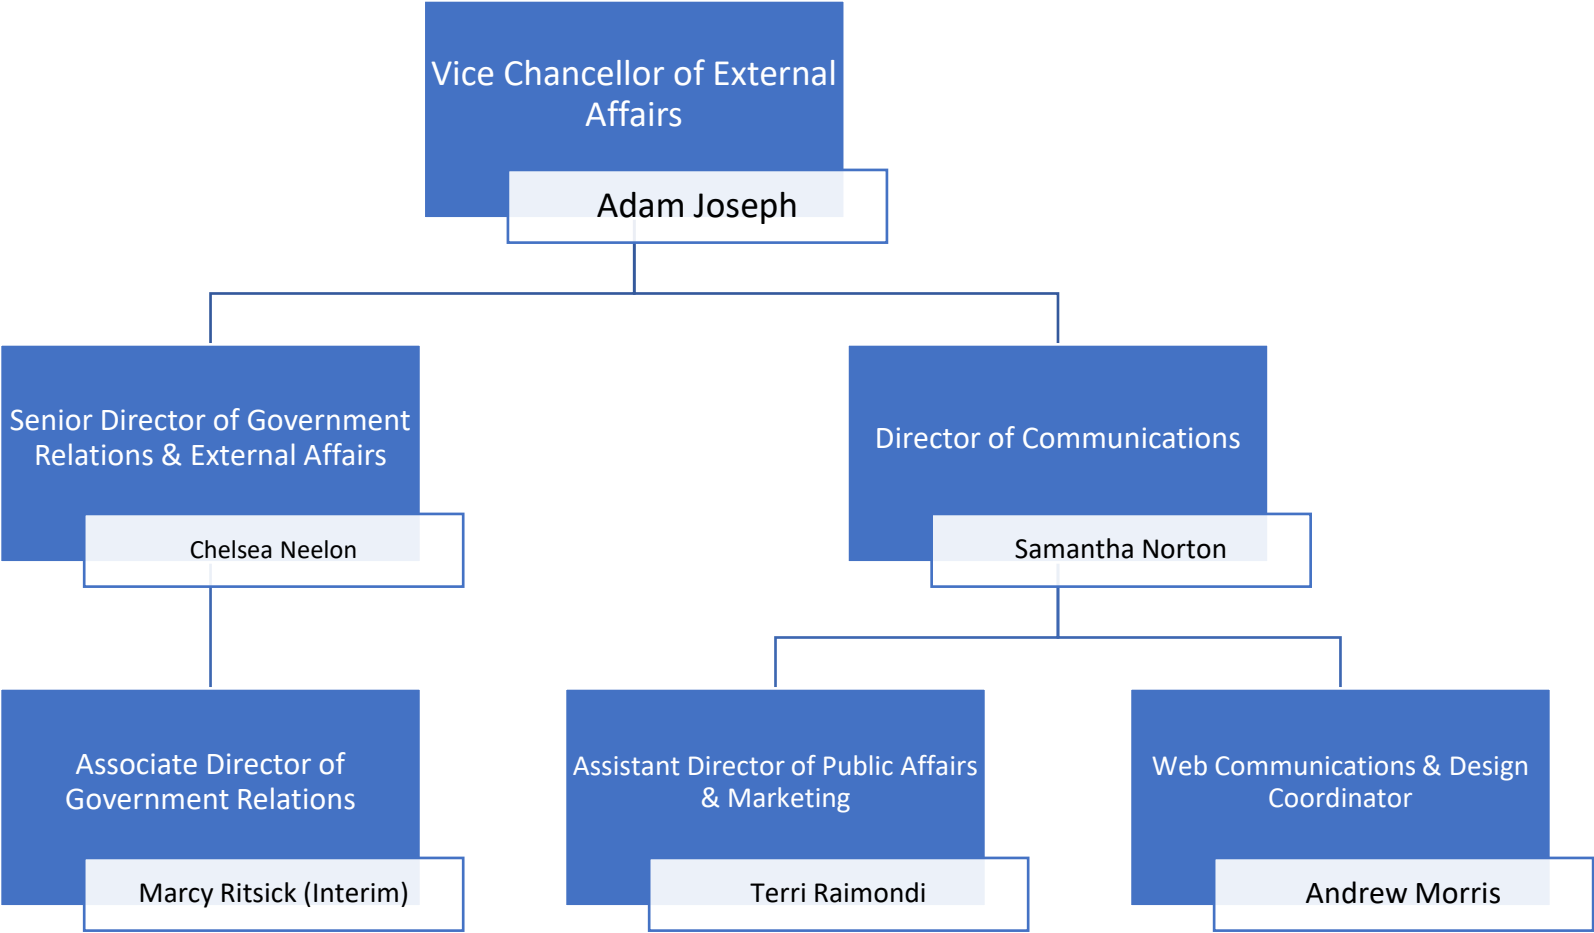 Vice Chancellor of External
Affairs
Adam Joseph
Senior Director of Government
Relations & External Affairs
Chelsea Neelon
Director of Communications
Samantha Norton
Associate Director of
Government Relations
Marcy Ritsick (Interim)
Assistant Director of Public Affairs
& Marketing
Terri Raimondi
Web Communications & Design
Coordinator
Andrew Morris